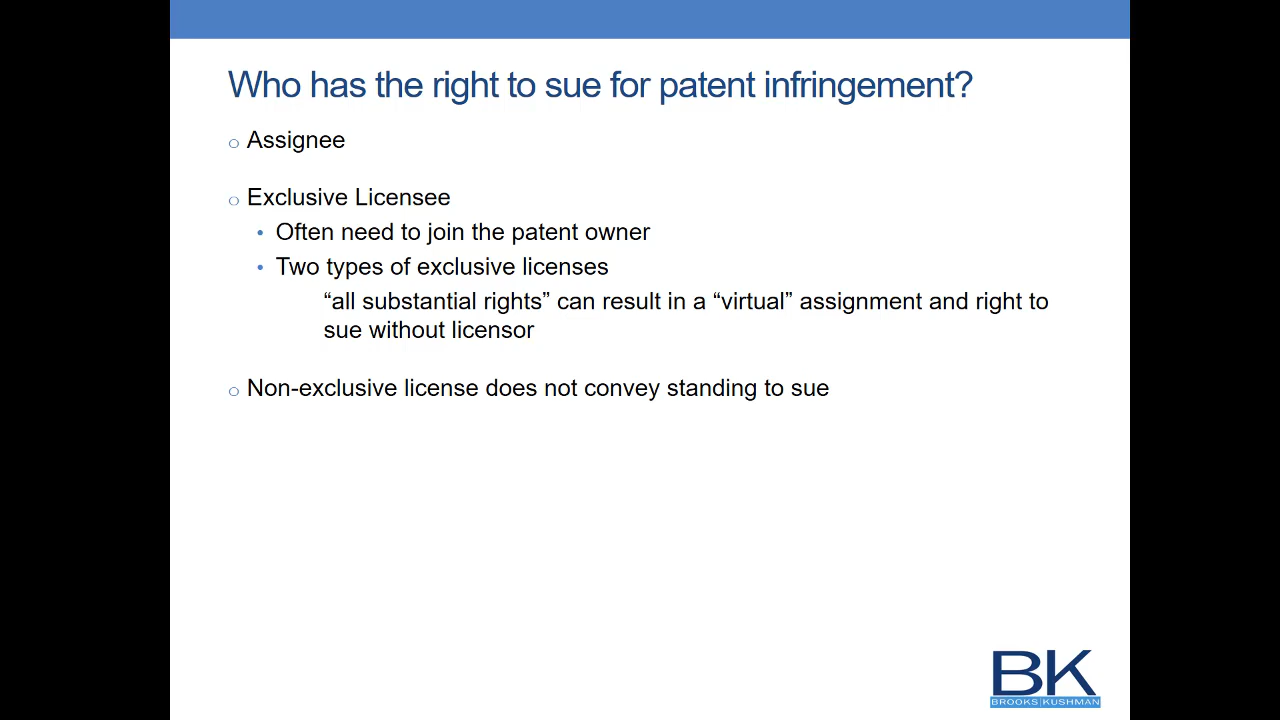 Who has the right to sue for patent infringement?
Assignee
Exclusive Licensee
Often need to join the patent owner
Two types of exclusive licenses
“all substantial rights” can result in a “virtual” assignment and right to
sue without licensor
Non-exclusive license does not convey standing to sue
BK
BROOKS|KUSHMAN